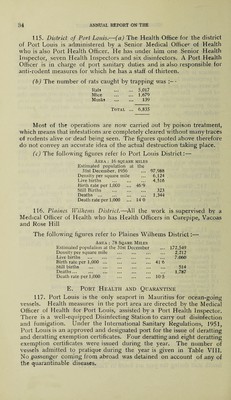 94 ANNUAL REPORT ON THE
115. District of Port Louis.—(a) The Health Office for the district
of Port Louis is administered by a Senior Medical Officer of Health
who is also Port Health Officer. He has under him one Senior Health
Inspector, seven Health Inspectors and six disinfectors. A Port Health
Officer is in charge of port sanitary duties and is also responsible for
anti-rodent measures for which he has a staff of thirteen.
(b) The number of rats caught by trapping was :—
Rats ... 5,017
Mice ... 1,679
Musks ... 139
TOTAL ... 6,835
Most of the operations are now carried out by poison treatment,
which means that infestations are completely cleared without many traces
of rodents alive or dead being seen. The figures quoted above therefore
do not convey an accurate idea of the actual destruction taking place.
(c) The following figures refer to Port Louis District :—
AREA : 16 SQUARE MILES
Estimated population at the
31st December, 1956 ... 97,984
Density per square mile ... 6,124
Live births ... 4,516
Birth rate per 1,000 ... 46·9
Still Births ... 323
Deaths ... 1,344
Death rate per 1,000 ... 14·0
116. Plaines Wilhems District.—All the work is supervised by a
Medical Officer of Health who has Health Officers in Curepipe, Vacoas
and Rose Hill
The following figures refer to Plaines Wilhems District :—
AREA : 78 SQUARE MILES
Estimated population at the 31st December ... 172,549
Density per square mile ... 2,212
Live births ... 7,060
Birth rate per 1,000 ... 41·6
Still births ... 514
Deaths ... 1,787
Death rate per 1,000 ... 10·5
E. PORT HEALTH AND QUARANTINE
117. Port Louis is the only seaport in Mauritius for ocean-going
vessels. Health measures in the port area are directed by the Medical
Officer of Health for Port Louis, assisted by a Port Health Inspector.
There is a well-equipped Disinfecting Station to carry out disinfection
and fumigation. Under the International Sanitary Regulations, 1951,
Port Louis is an approved and designated port for the issue of deratting
and deratting exemption certificates. Four deratting and eight deratting
exemption certificates were issued during the year. The number of
vessels admitted to pratique during the year is given in Table VIII.
No passenger coming from abroad was detained on account of any of
the quarantinable diseases.